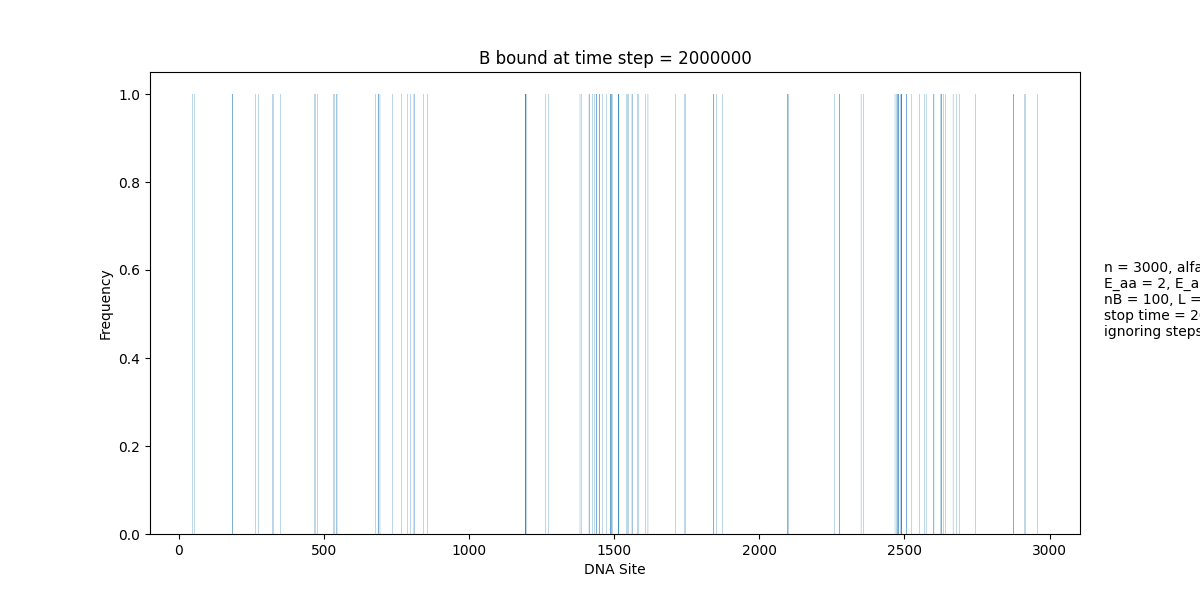 B bound at time step = 2000000
1.0
0.8
0.6
0.4
0.2
0.0
Frequency
0 500 1000 1500 2000 2500 3000
DNA Site
n = 3000, alfa
E_aa = 2, E_a
nB = 100, L =
stop time = 2
ignoring steps